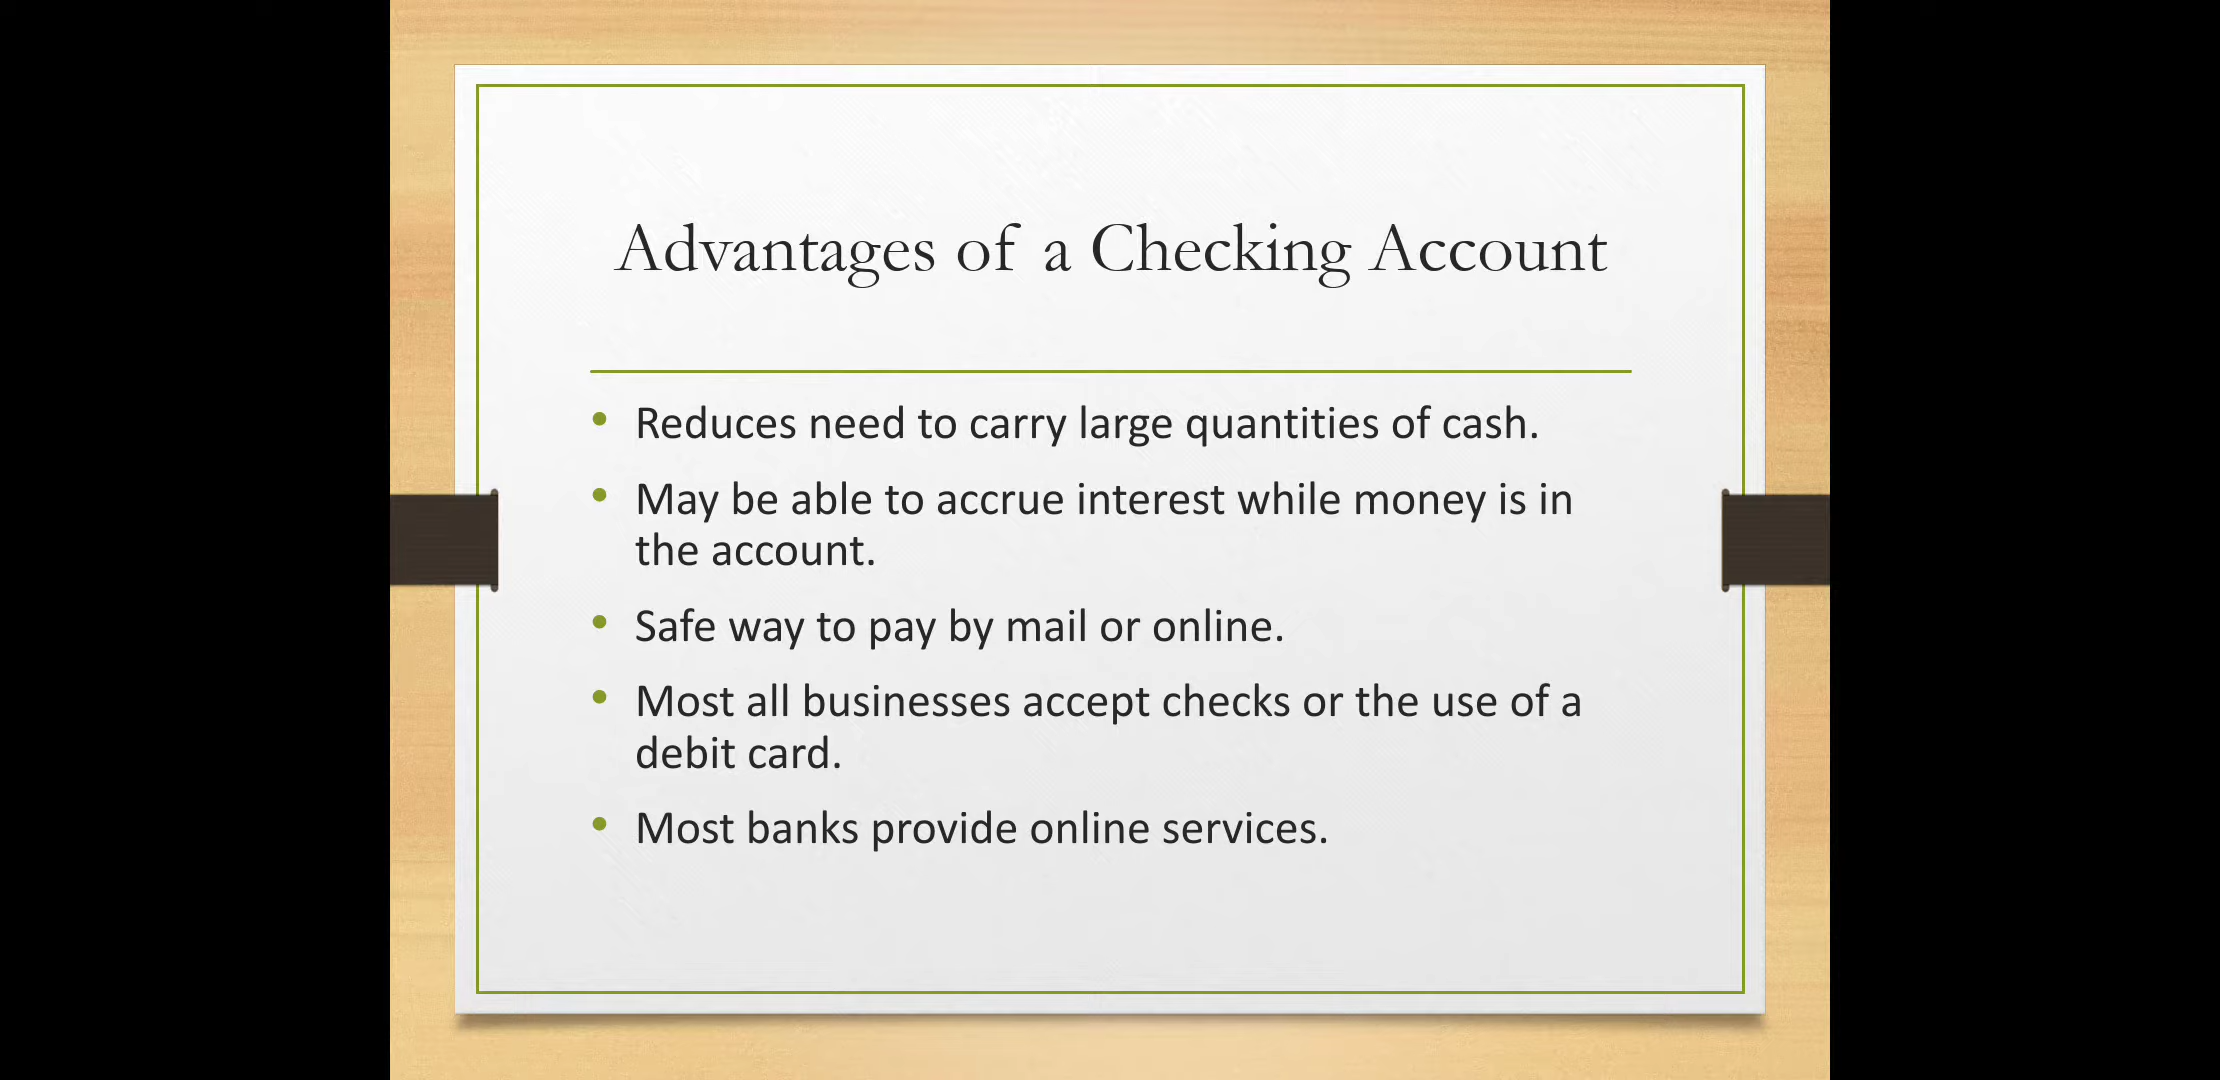 Advantages of a Checking Account
• Reduces need to carry large quantities of cash.
• May be able to accrue interest while money is in
the account.
• Safe way to pay by mail or online.
• Most all businesses accept checks or the use of a
debit card.
• Most banks provide online services.